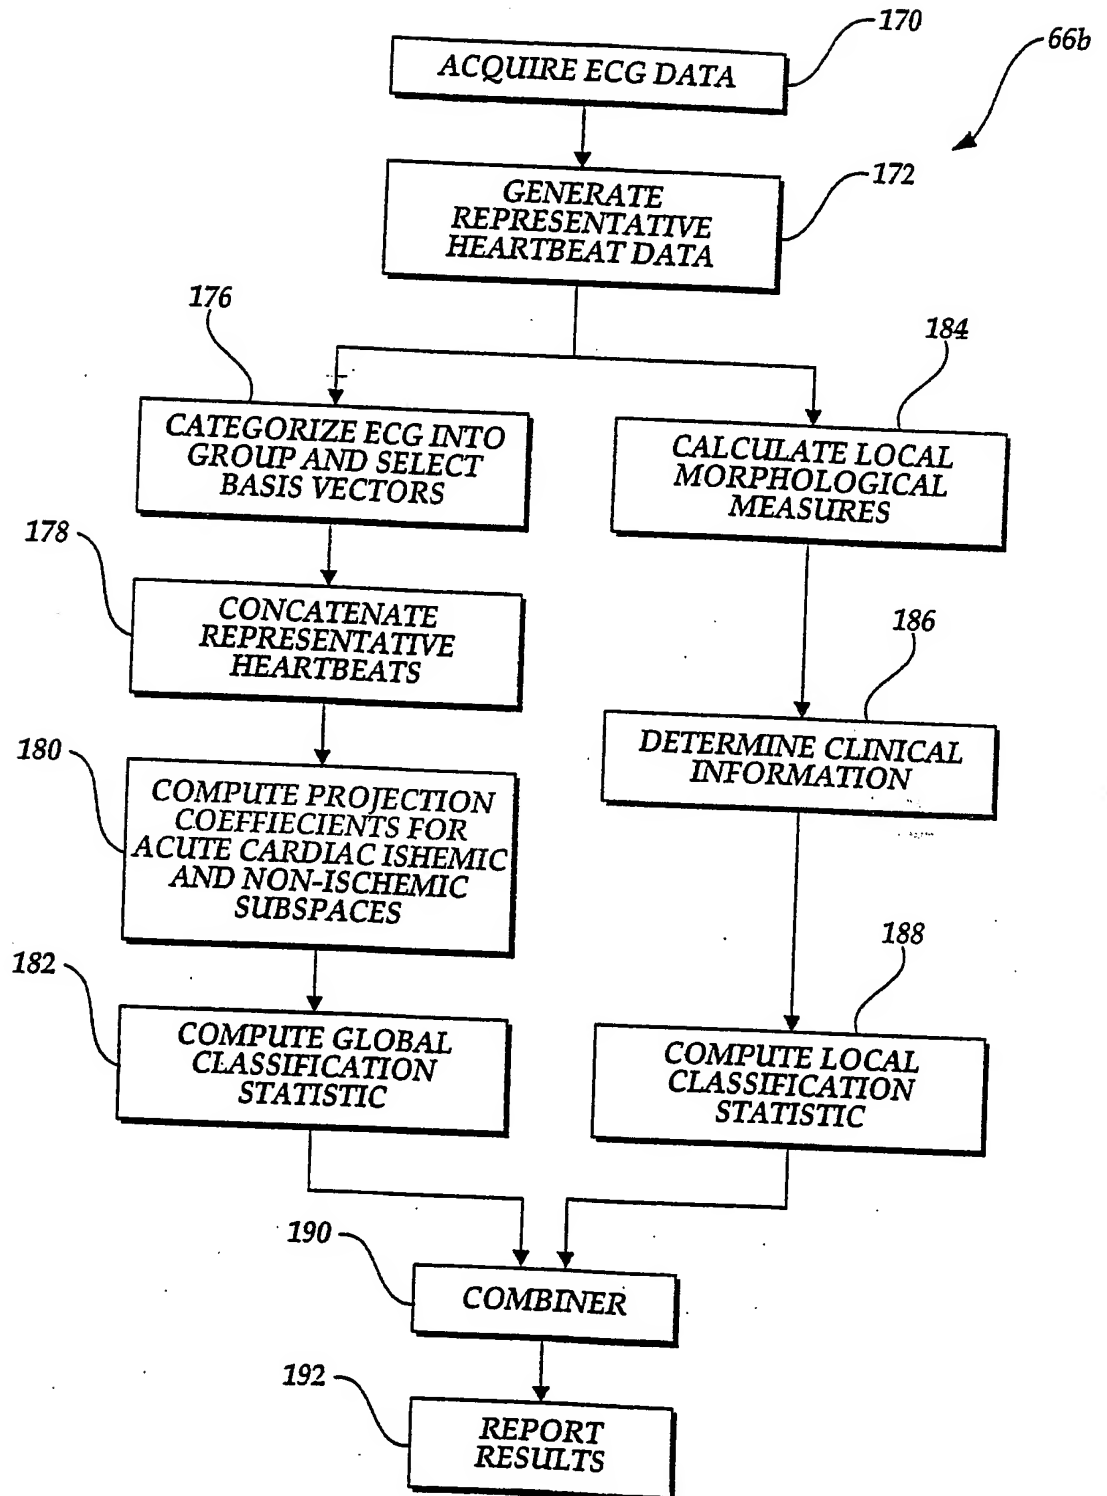 170
66b
ACQUIRE ECG DATA
172
GENERATE
REPRESENTATIVE
HEARTBEAT DATA
176
184
CATEGORIZE ECG INTO
GROUP AND SELECT
BASIS VECTORS
CALCULATE LOCAL
MORPHOLOGICAL
MEASURES
178
CONCATENATE
REPRESENTATIVE
HEARTBEATS
186
DETERMINE CLINICAL
INFORMATION
180
COMPUTE PROJECTION
COEFFIECIENTS FOR
ACUTE CARDIAC ISHEMIC
AND NON-ISCHEMIC
SUBSPACES
188
182
COMPUTE GLOBAL
CLASSIFICATION
STATISTIC
COMPUTE LOCAL
CLASSIFICATION
STATISTIC
190
COMBINER
192
REPORT
RESULTS